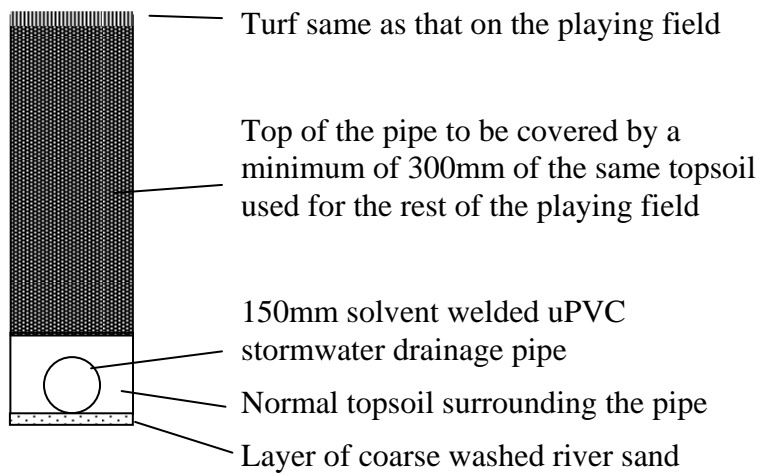 Turf same as that on the playing field
Top of the pipe to be covered by a
minimum of 300mm of the same topsoil
used for the rest of the playing field
150mm solvent welded uPVC
stormwater drainage pipe
Normal topsoil surrounding the pipe
Layer of coarse washed river sand